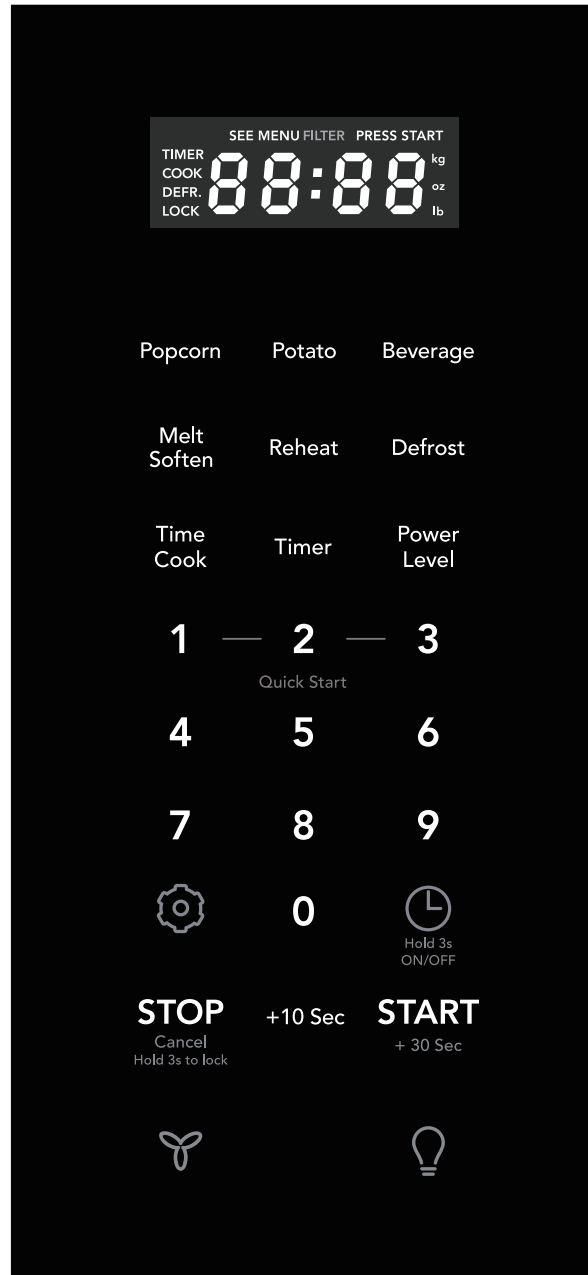 SEE MENU FILTER PRESS START
TIMER
COOK
DEFR.
LOCK
88:88
kg
oz
lb
Popcorn Potato Beverage
Melt
Soften
Reheat
Defrost
Time
Cook
Timer
Power
Level
1 2 3
Quick Start
4 5 6
7 8 9
0
Hold 3s
ON/OFF
STOP
Cancel
Hold 3s to lock
+10 Sec
START
+ 30 Sec